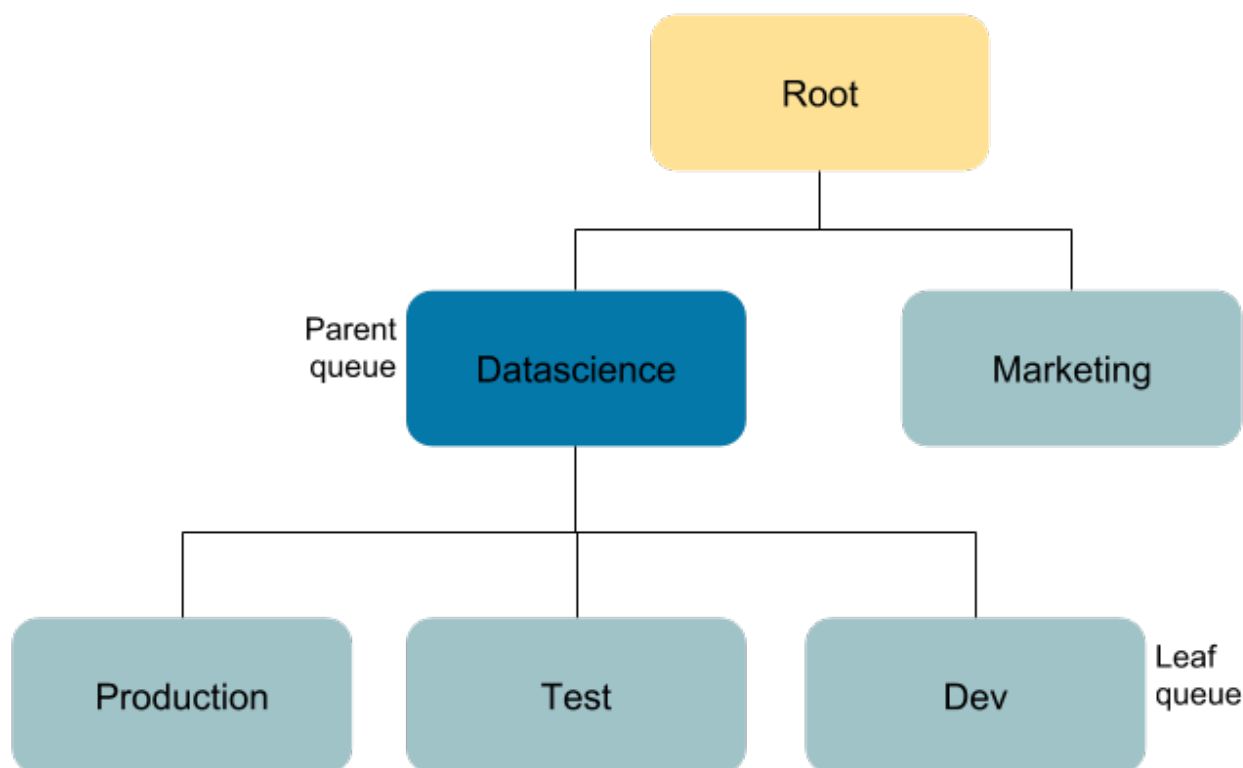 Root
Parent
queue
Datascience
Marketing
Production
Test
Dev
Leaf
queue